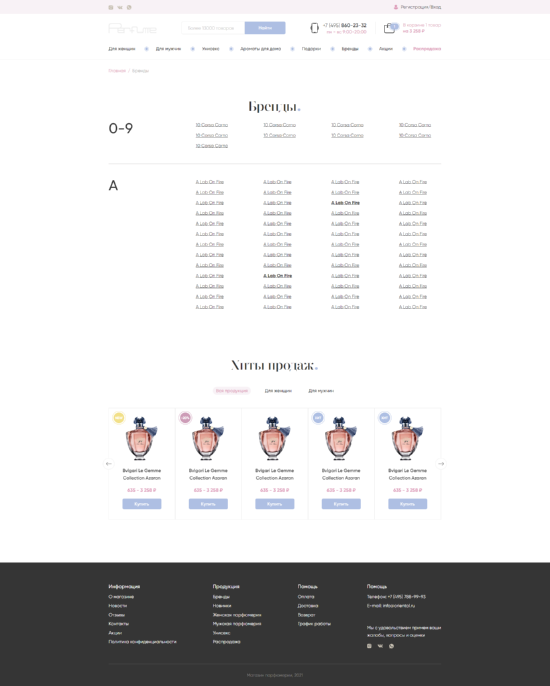 Регистрация/Вход
Perfume
Более 10000 товаров
Найти
+7 (495) 860-23-32
пн – вс 9:00-20:00
В корзине 1 товар
на 3 288 ₽
Для женщин Для мужчин Унисекс Ароматы для дома Подарки Бренды Акции Распродажа
Главная / Бренды
Бренды.
0-9
10 Corso Como 10 Corso Como 10 Corso Como 10 Corso Como
10 Corso Como 10 Corso Como 10 Corso Como 10 Corso Como
10 Corso Como
A
A Lab On Fire A Lab On Fire A Lab On Fire A Lab On Fire
A Lab On Fire A Lab On Fire A Lab On Fire A Lab On Fire
A Lab On Fire A Lab On Fire A Lab On Fire A Lab On Fire
A Lab On Fire A Lab On Fire A Lab On Fire A Lab On Fire
A Lab On Fire A Lab On Fire A Lab On Fire A Lab On Fire
A Lab On Fire A Lab On Fire A Lab On Fire A Lab On Fire
A Lab On Fire A Lab On Fire A Lab On Fire A Lab On Fire
A Lab On Fire A Lab On Fire A Lab On Fire A Lab On Fire
A Lab On Fire A Lab On Fire A Lab On Fire A Lab On Fire
A Lab On Fire A Lab On Fire A Lab On Fire A Lab On Fire
A Lab On Fire A Lab On Fire A Lab On Fire A Lab On Fire
A Lab On Fire A Lab On Fire A Lab On Fire A Lab On Fire
A Lab On Fire A Lab On Fire A Lab On Fire A Lab On Fire
Хиты продаж.
Вся продукция Для женщин Для мужчин
Bvlgari Le Gemme Bvlgari Le Gemme Bvlgari Le Gemme Bvlgari Le Gemme Bvlgari Le Gemme
Collection Azaran Collection Azaran Collection Azaran Collection Azaran Collection Azaran
635 – 3 288 ₽ 635 – 3 288 ₽ 635 – 3 288 ₽ 635 – 3 288 ₽ 635 – 3 288 ₽
Купить Купить Купить Купить Купить
Информация Продукция Помощь Помощь
О магазине Бренды Оплата Телефон: +7 (495) 788-99-93
Новости Новинки Доставка E-mail: info@oriental.ru
Отзывы Женская парфюмерия Возврат
Контакты Мужская парфюмерия График работы
Акции Унисекс Мы с удовольствием примем ваши
Политика конфиденциальности Распродажа жалобы, вопросы и оценки
Магазин парфюмерии, 2021